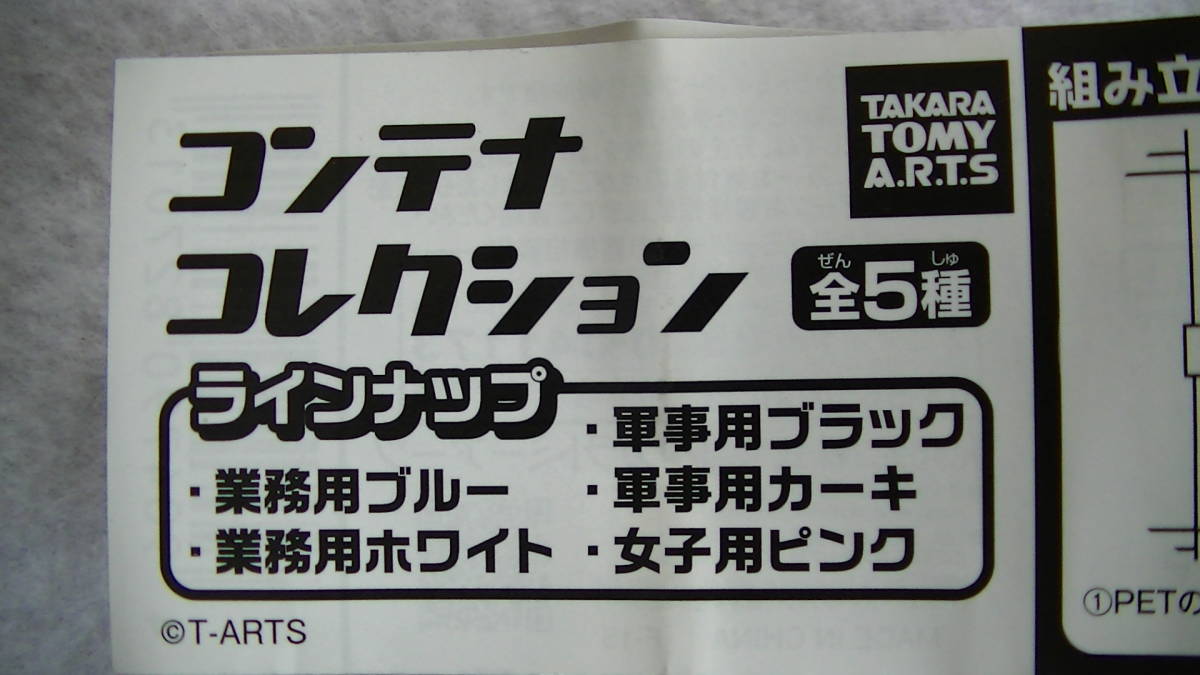 コンテナ
コレクション
ぜん しゅ
全5種
TAKARA
TOMY
A.R.T.S
ラインナップ
・業務用ブルー
・業務用ホワイト
・軍事用ブラック
・軍事用カーキ
・女子用ピンク
©T-ARTS
組み立
①PETの